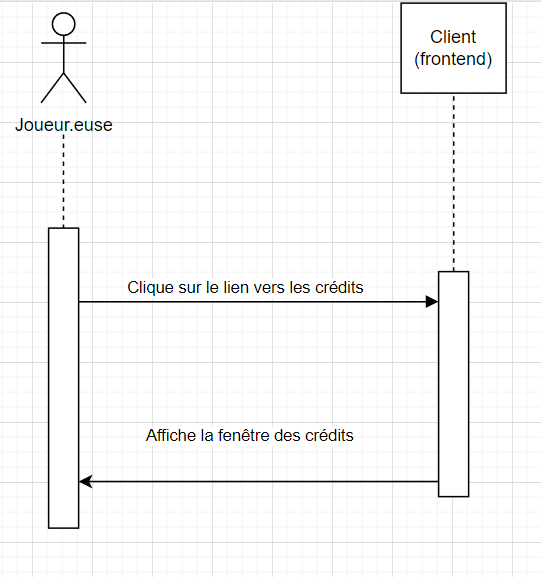 Client
(frontend)
Joueur.euse
Clique sur le lien vers les crédits
Affiche la fenêtre des crédits